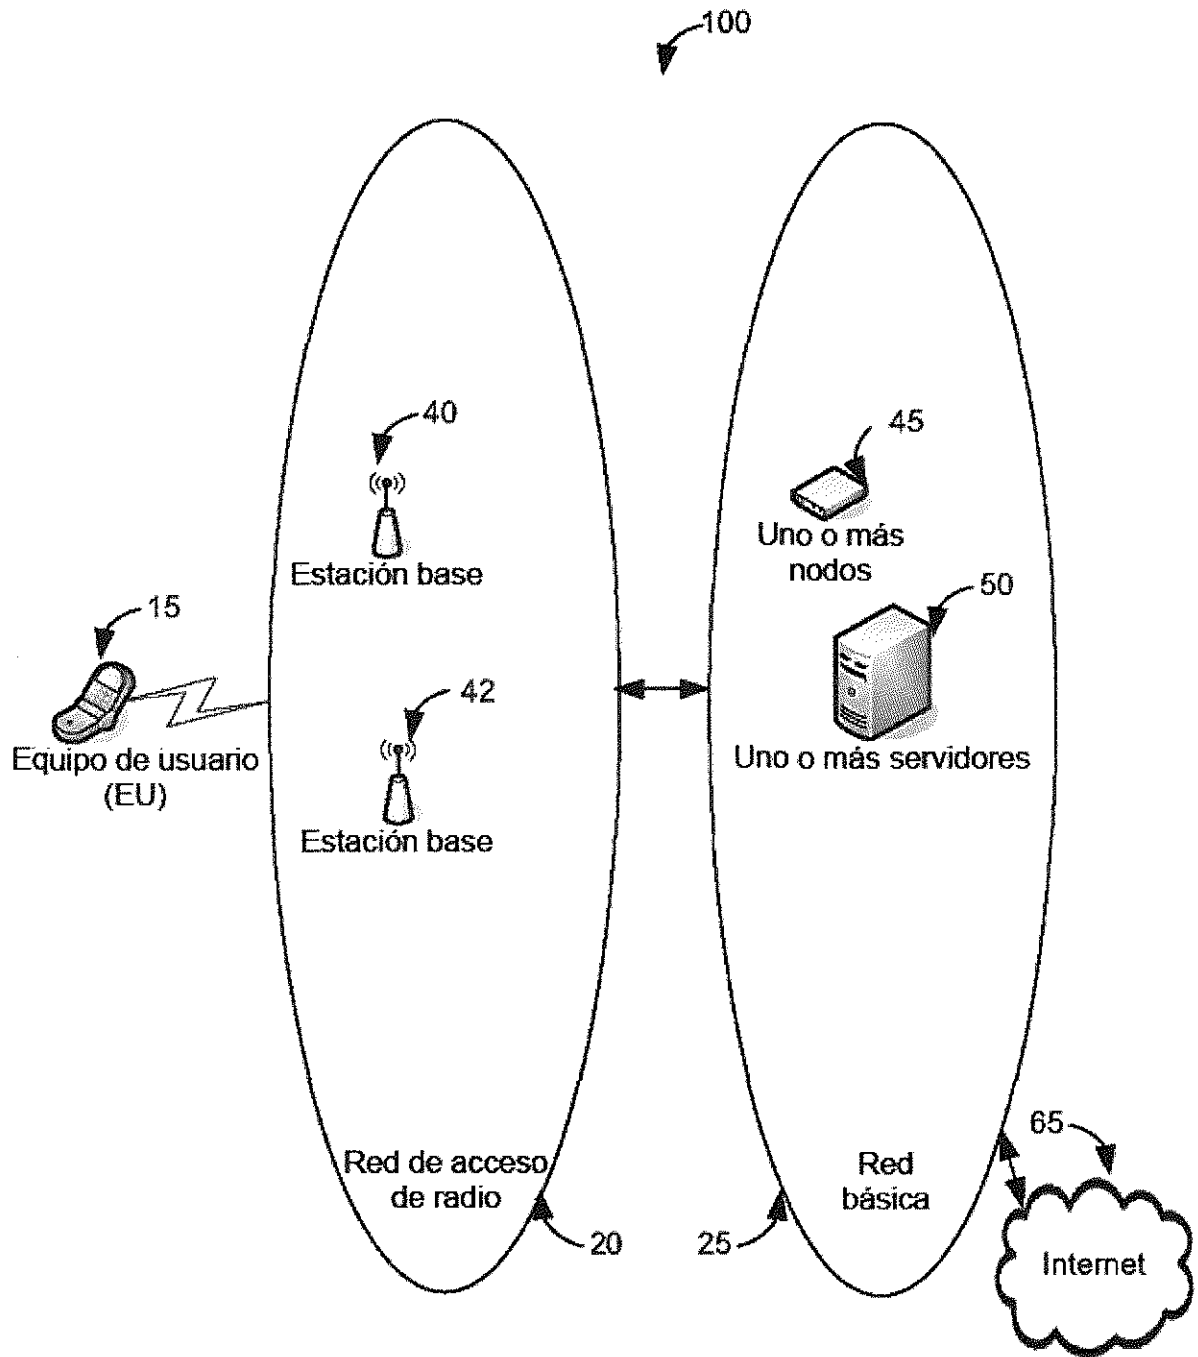 100
40
Estación base
45
Uno o más
nodos
15
50
Equipo de usuario
(EU)
42
Estación base
Uno o más servidores
Red de acceso
de radio
20
Red
básica
25
65
Internet